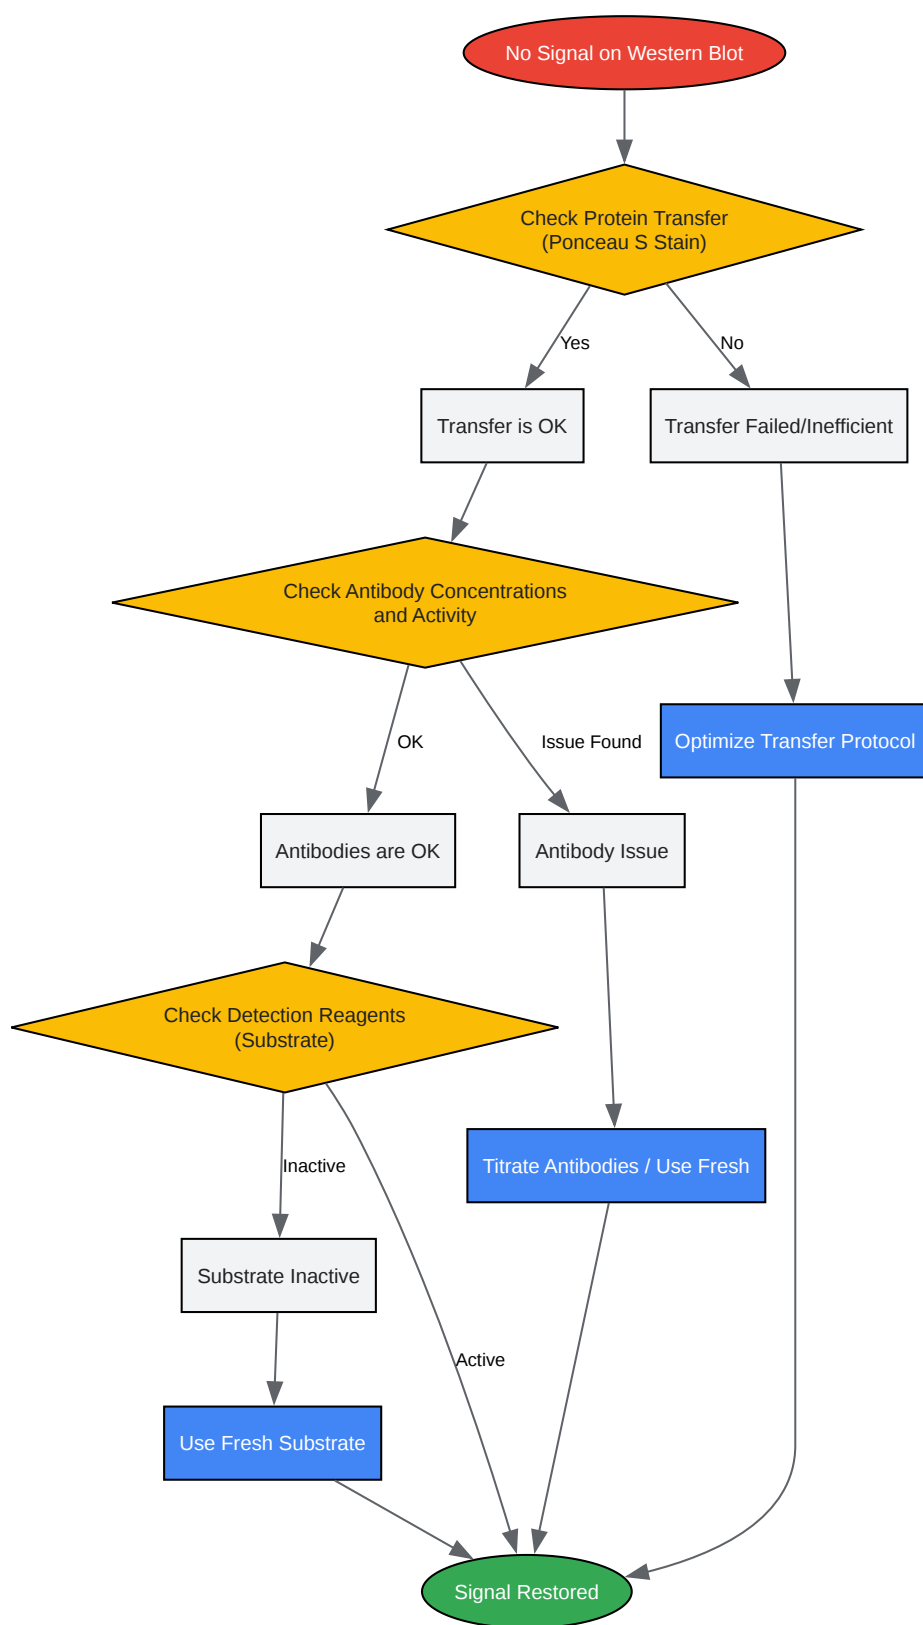 No Signal on Western Blot
Check Protein Transfer
(Ponceau S Stain)
Yes
No
Transfer is OK
Transfer Failed/Inefficient
Check Antibody Concentrations
and Activity
OK
Issue Found
Optimize Transfer Protocol
Antibodies are OK
Antibody Issue
Check Detection Reagents
(Substrate)
Inactive
Titrate Antibodies / Use Fresh
Substrate Inactive
Active
Use Fresh Substrate
Signal Restored